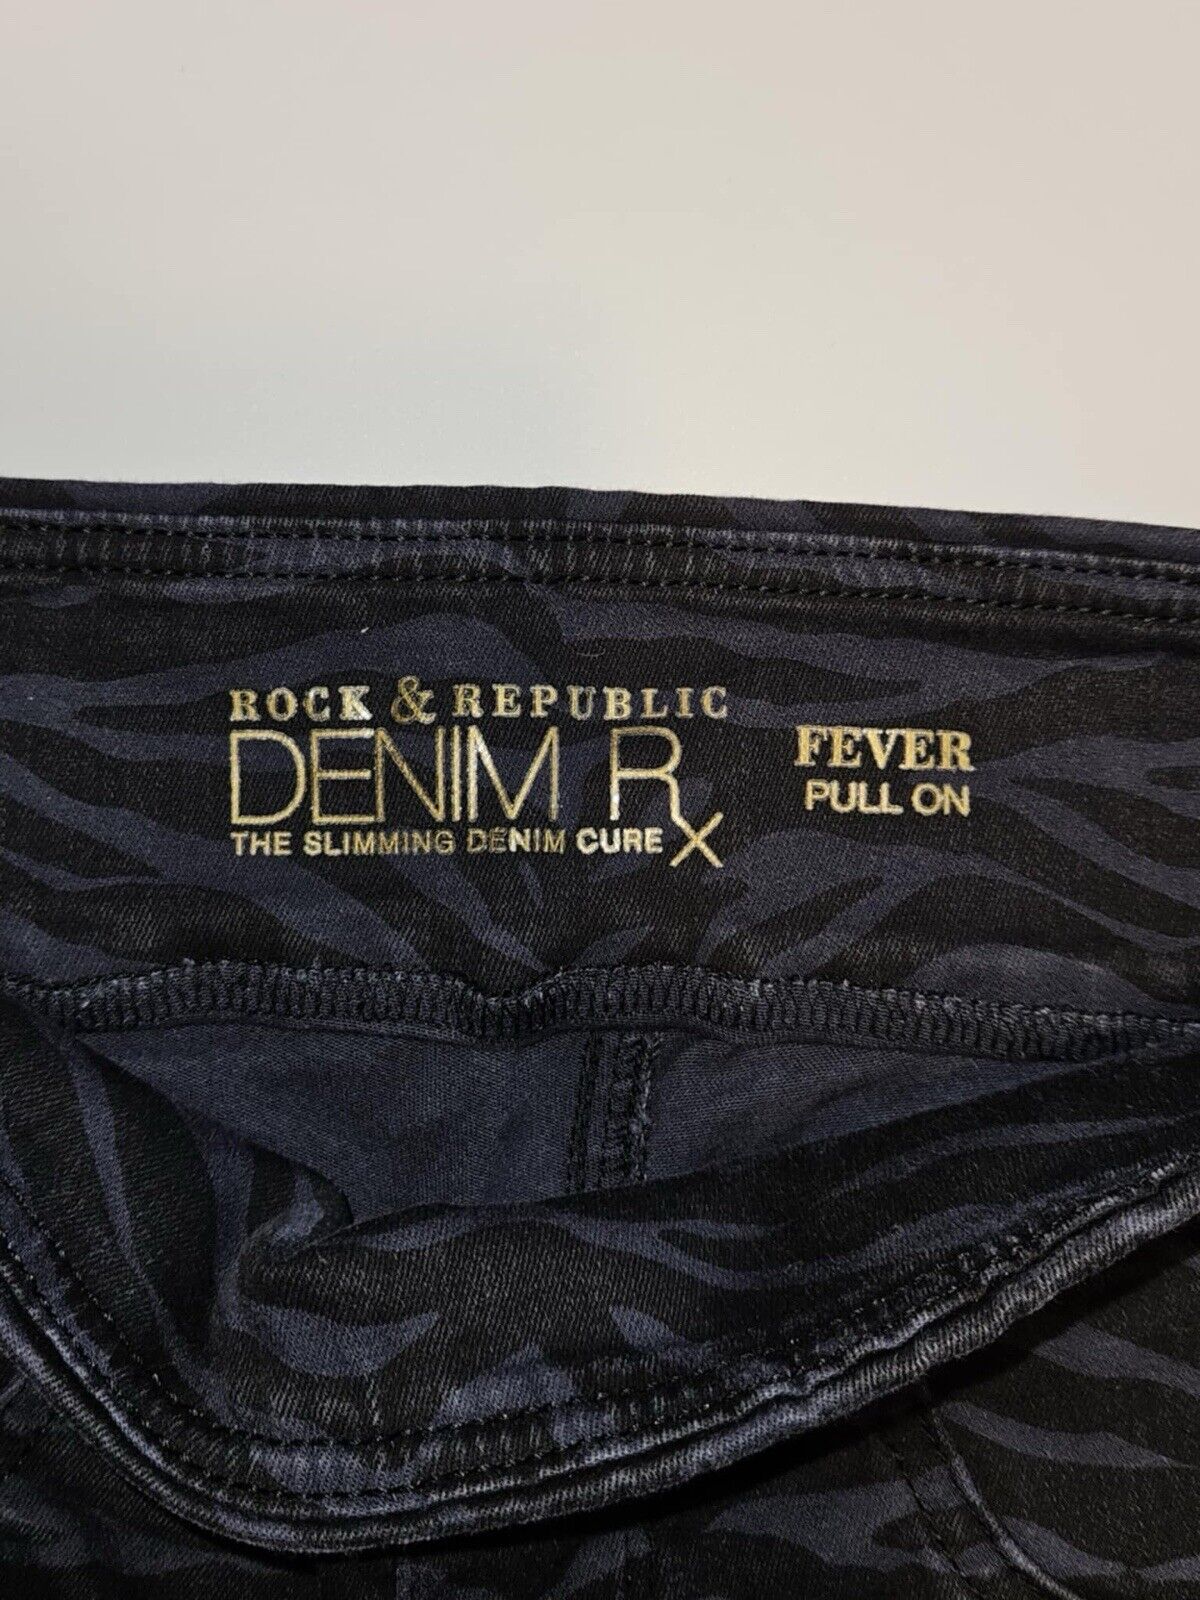 ROCK & REPUBLIC
DENIM Rx
THE SLIMMING DENIM CURE
FEVER
PULL ON